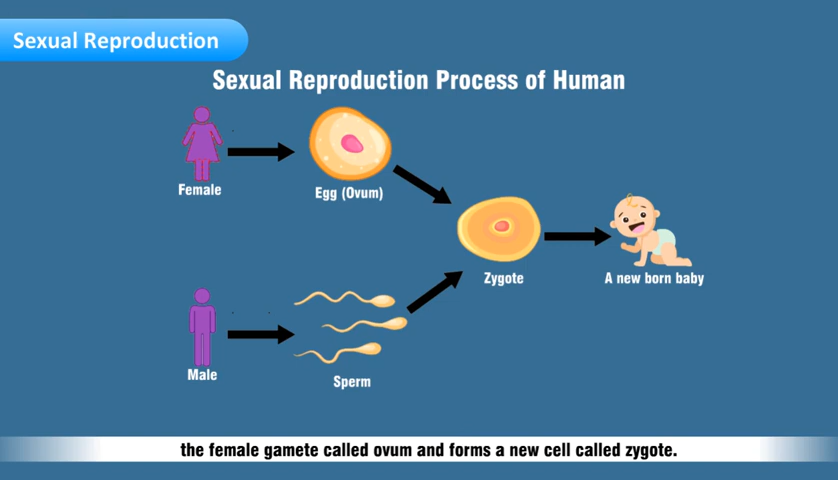 Sexual Reproduction
Sexual Reproduction Process of Human
Female
Egg (Ovum)
Zygote
A new born baby
Male
Sperm
the female gamete called ovum and forms a new cell called zygote.